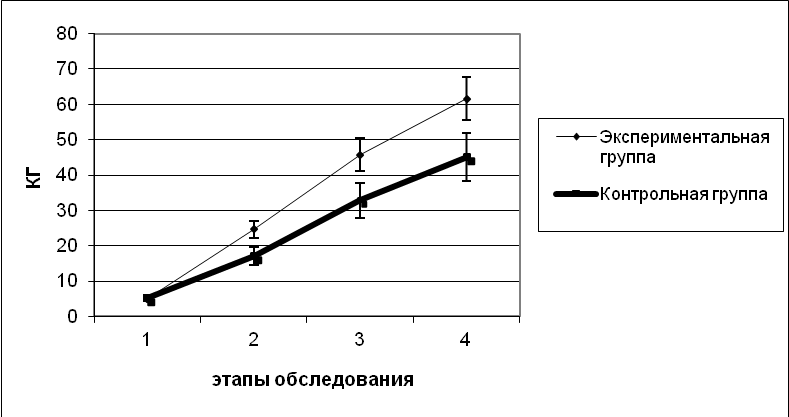 80
70
60
50
40
30
20
10
0
кг
1 2 3 4
этапы обследования
Экспериментальная
группа
Контрольная группа